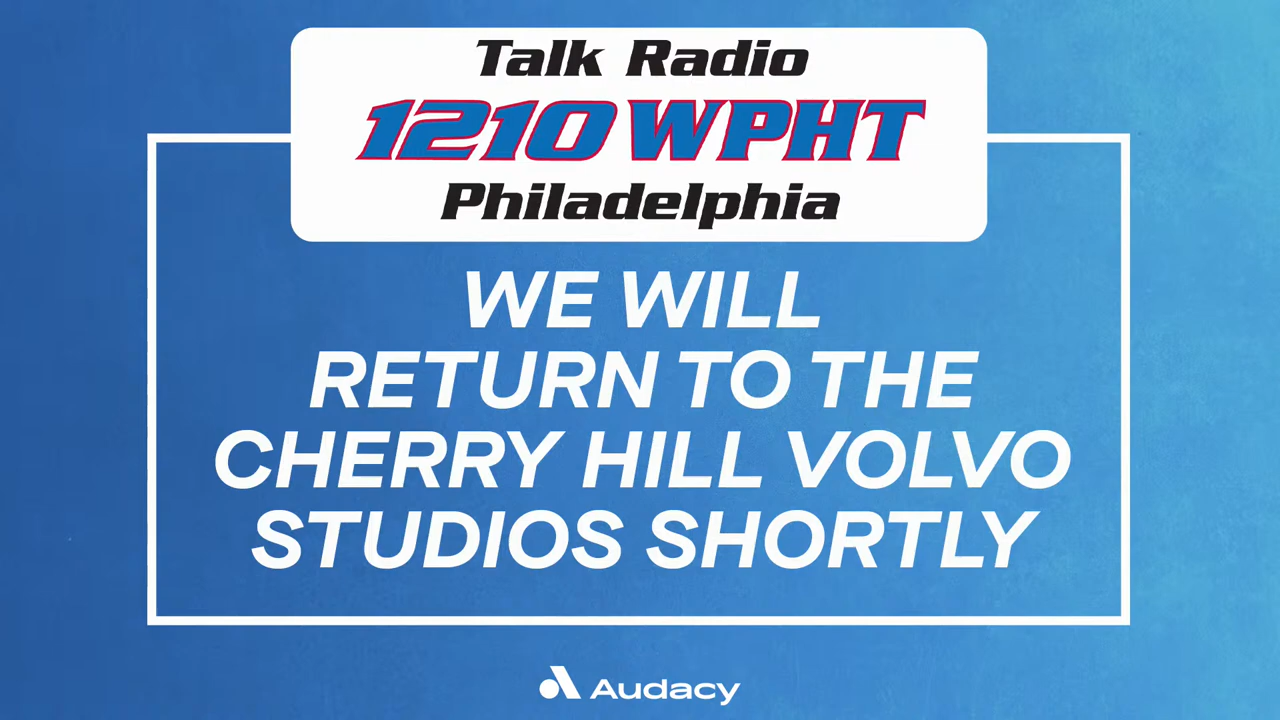 Talk Radio
1210 WPHT
Philadelphia
WE WILL
RETURN TO THE
CHERRY HILL VOLVO
STUDIOS SHORTLY
Audacy